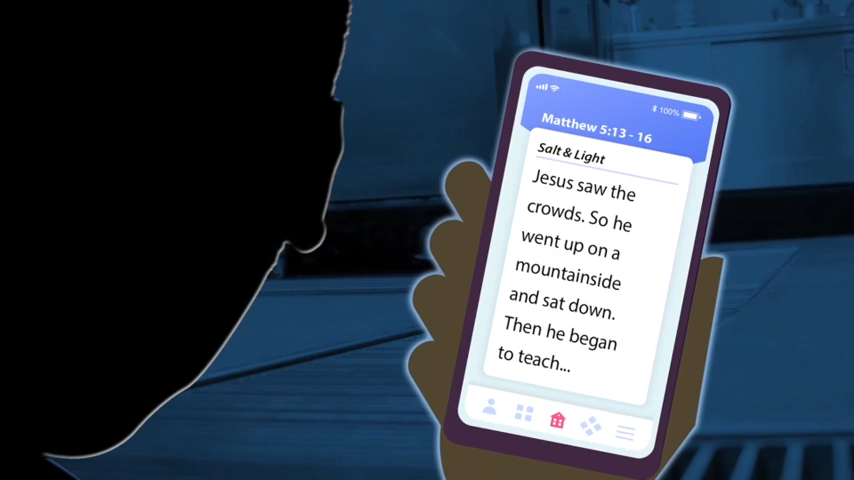 100%
Matthew 5:13 - 16
Salt & Light
Jesus saw the
crowds. So he
went up on a
mountainside
and sat down.
Then he began
to teach...